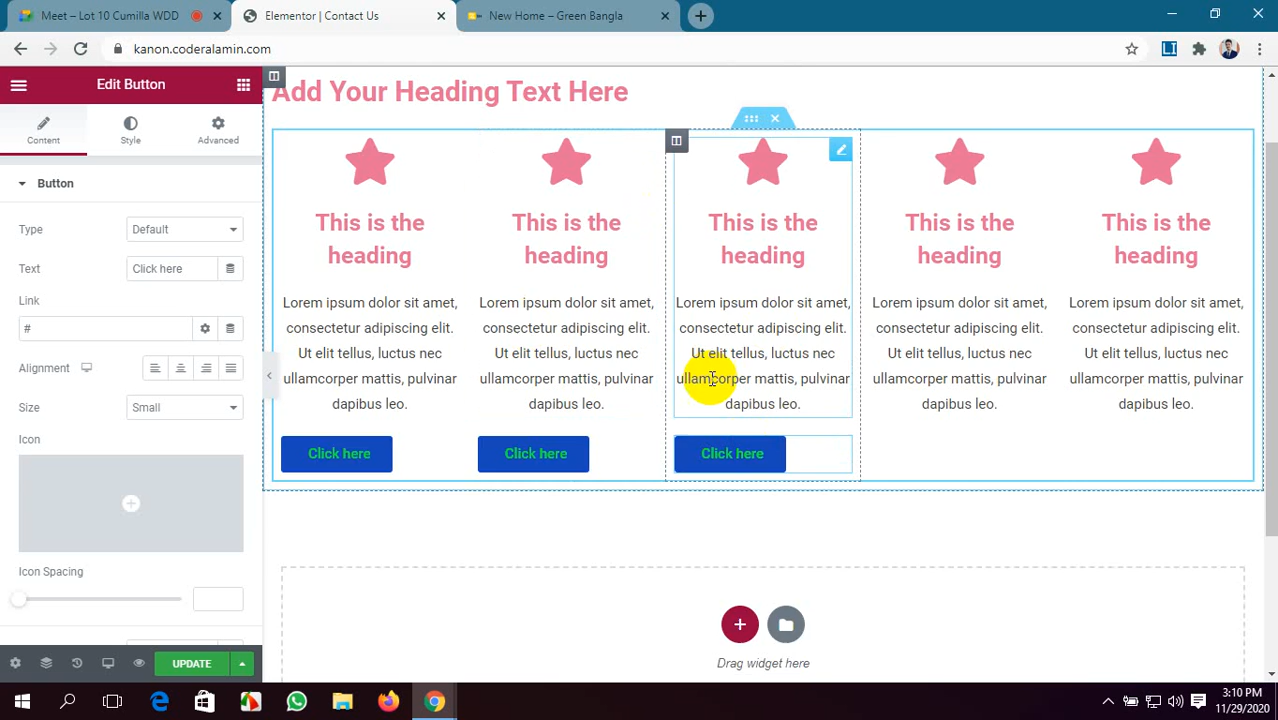 Meet – Lot 10 Cumilla WDD
Elementor | Contact Us
New Home – Green Bangla
kanon.coderalamin.com
Edit Button
Content
Style
Advanced
Button
Type
Default
Text
Click here
Link
#
Alignment
Size
Small
Icon
Icon Spacing
UPDATE
Add Your Heading Text Here
This is the
heading
Lorem ipsum dolor sit amet,
consectetur adipiscing elit.
Ut elit tellus, luctus nec
ullamcorper mattis, pulvinar
dapibus leo.
Click here
This is the
heading
Lorem ipsum dolor sit amet,
consectetur adipiscing elit.
Ut elit tellus, luctus nec
ullamcorper mattis, pulvinar
dapibus leo.
Click here
This is the
heading
Lorem ipsum dolor sit amet,
consectetur adipiscing elit.
Ut elit tellus, luctus nec
ullamcorper mattis, pulvinar
dapibus leo.
Click here
This is the
heading
Lorem ipsum dolor sit amet,
consectetur adipiscing elit.
Ut elit tellus, luctus nec
ullamcorper mattis, pulvinar
dapibus leo.
This is the
heading
Lorem ipsum dolor sit amet,
consectetur adipiscing elit.
Ut elit tellus, luctus nec
ullamcorper mattis, pulvinar
dapibus leo.
Drag widget here
3:10 PM
11/29/2020